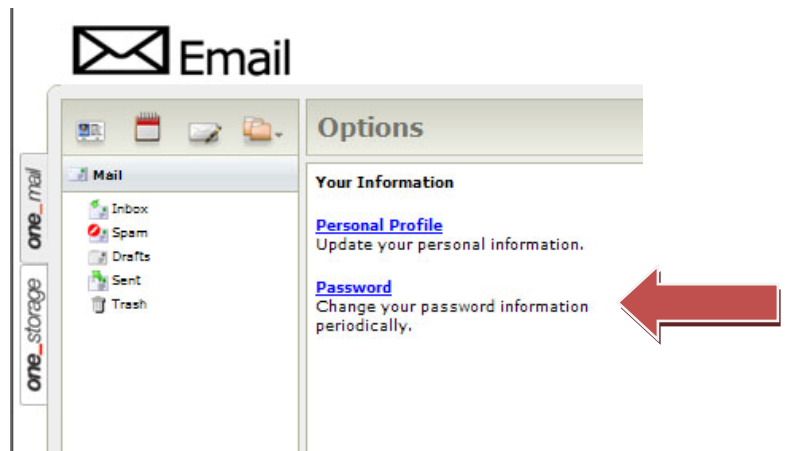 Email
Options
Mail
Inbox
Spam
Drafts
Sent
Trash
one_mail
one_storage
Your Information
Personal Profile
Update your personal information.
Password
Change your password information
periodically.